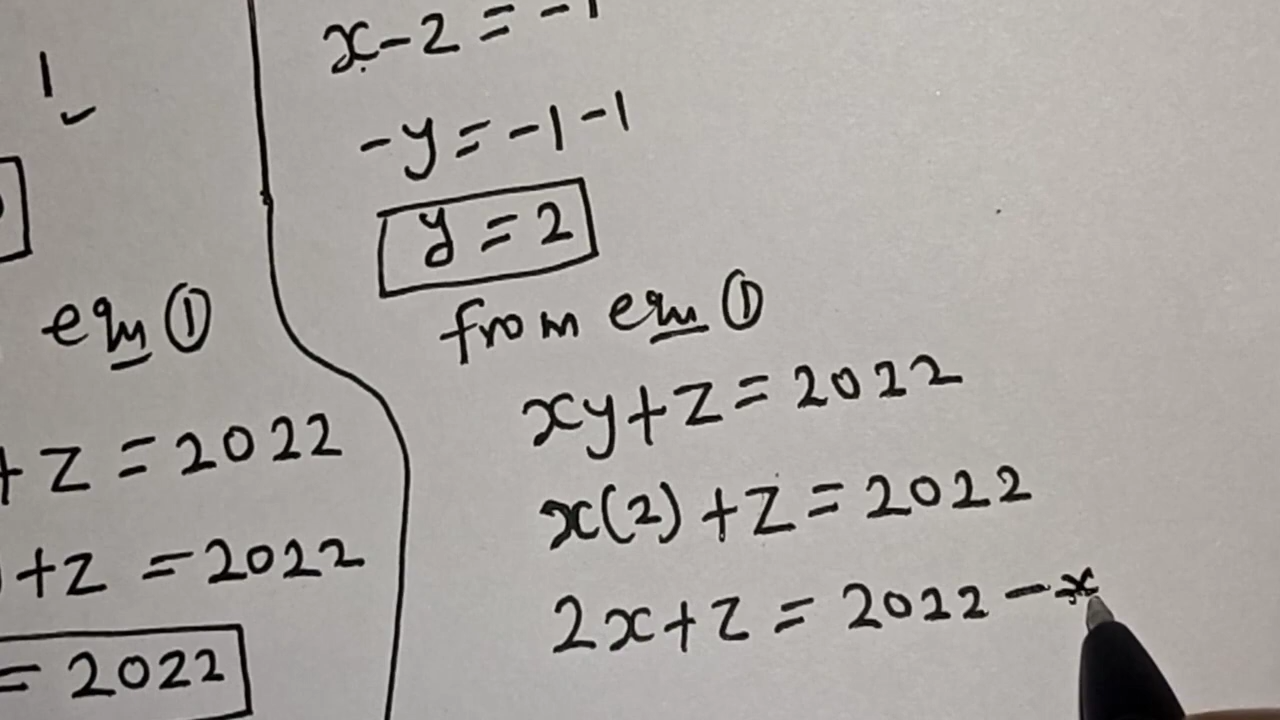 1
eqn ①
+ z = 2022
+z = 2022
= 2022
x-2 = -1
-y = -1-1
y = 2
from eqn ①
xy+z = 2022
x(2) + z = 2022
2x+z = 2022 - x